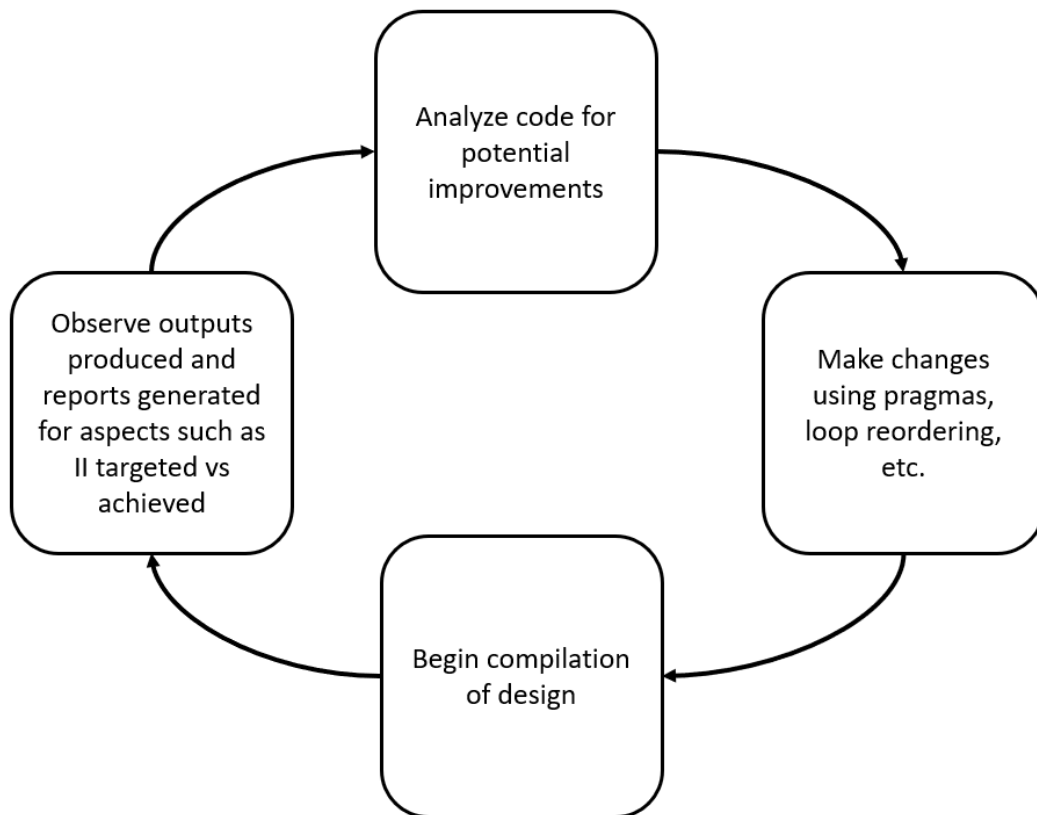 Analyze code for
potential
improvements
Make changes
using pragmas,
loop reordering,
etc.
Begin compilation
of design
Observe outputs
produced and
reports generated
for aspects such as
II targeted vs
achieved